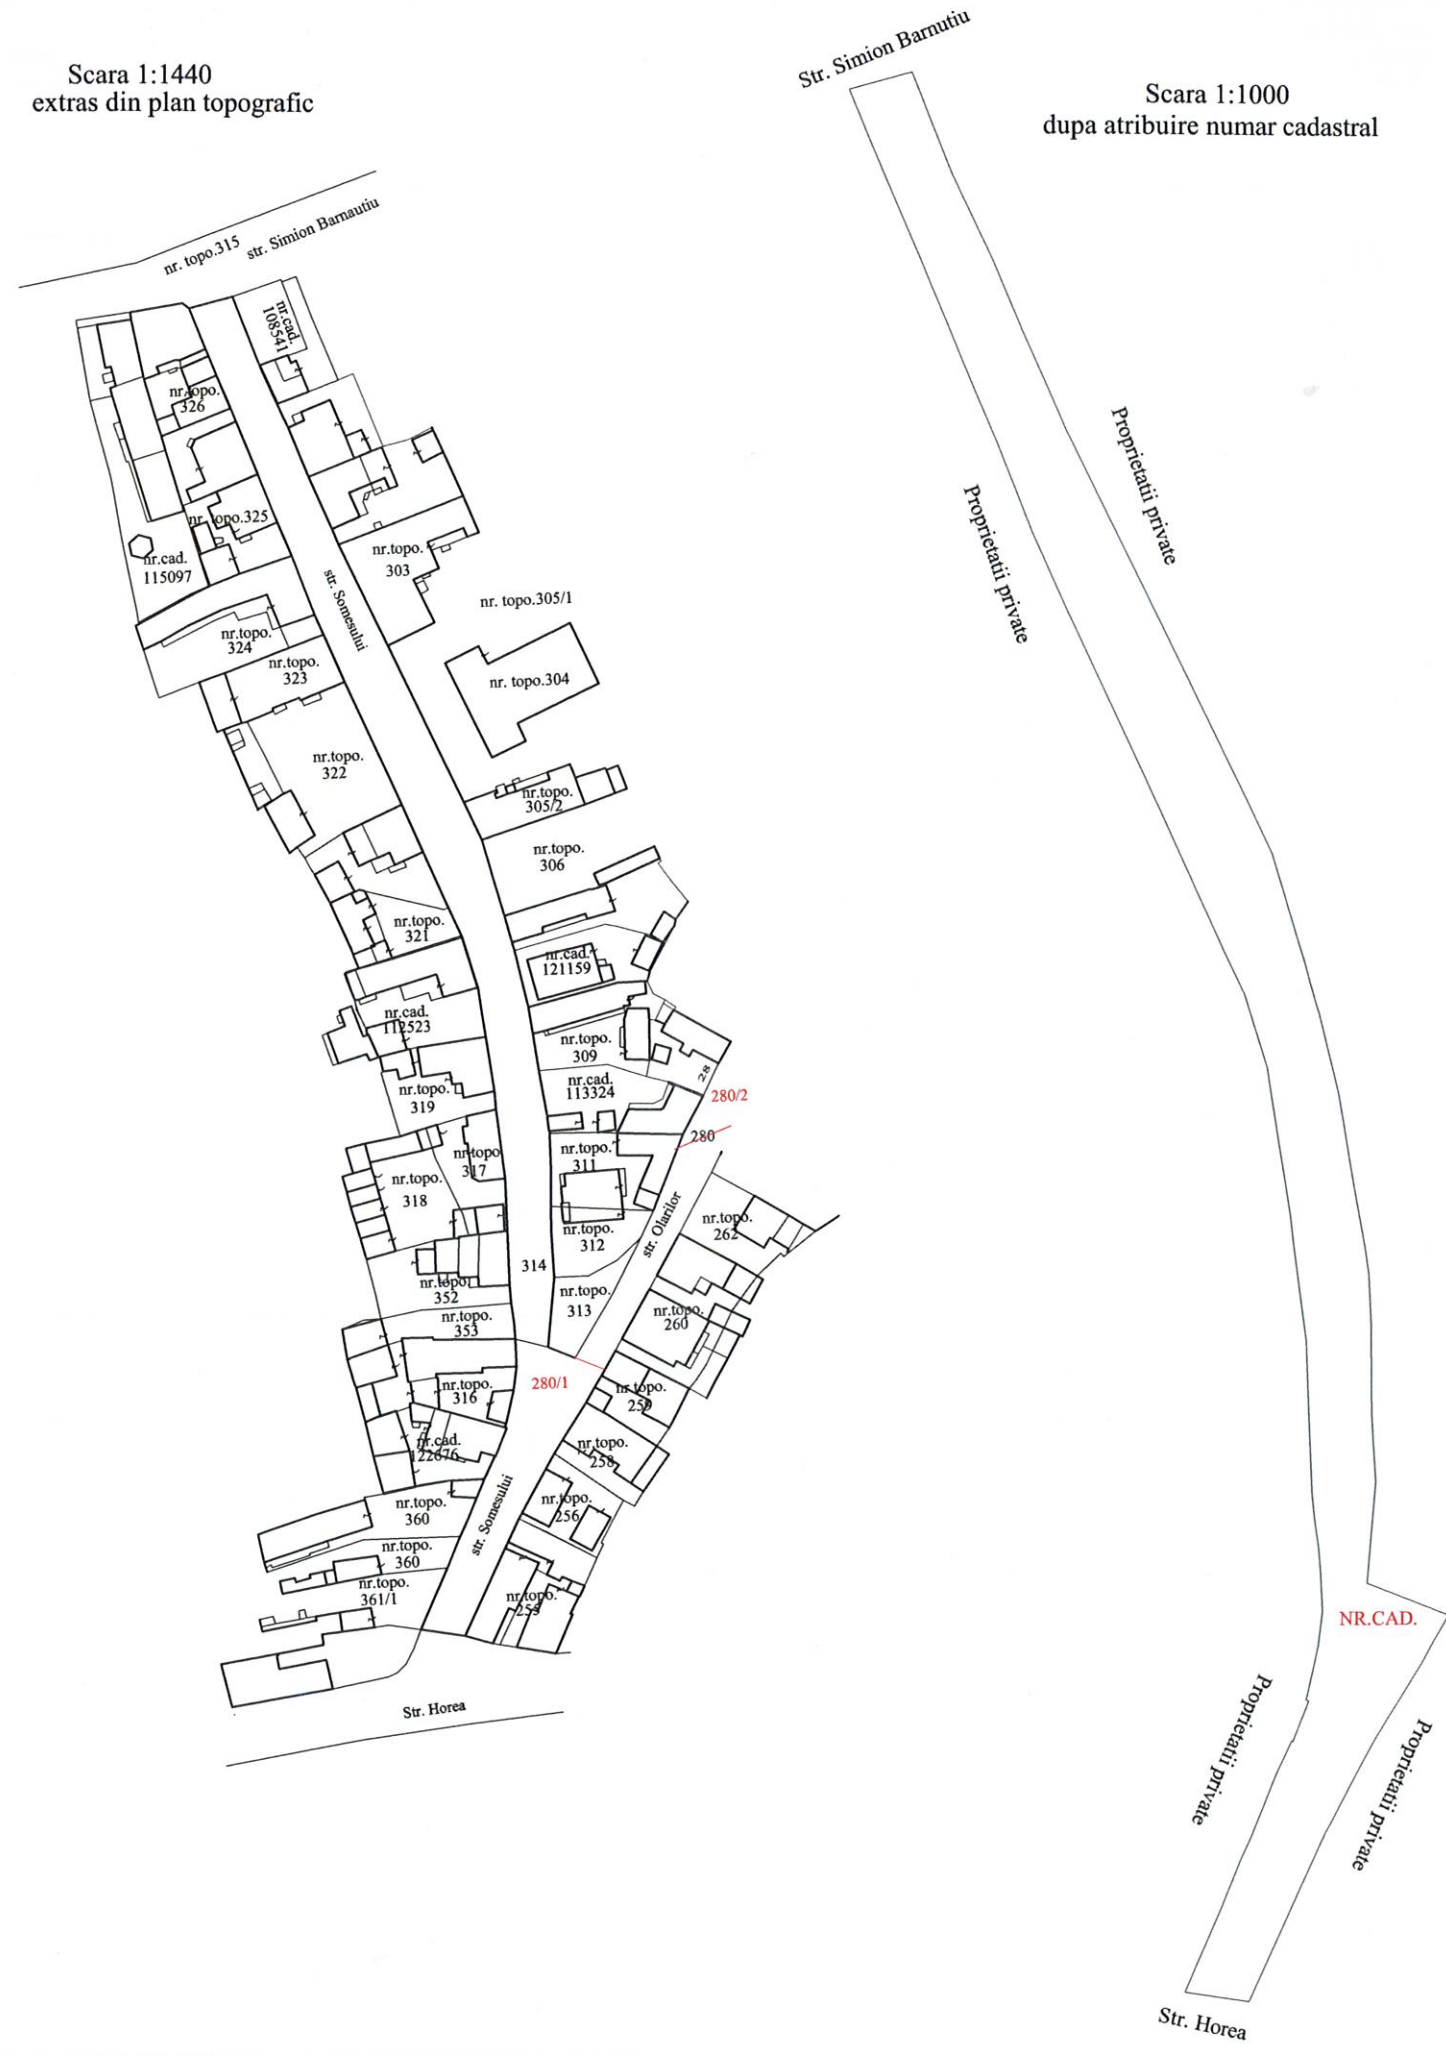 Scara 1:1440
extras din plan topografic
Str. Simion Barnutiu
Scara 1:1000
dupa atribuire numar cadastral
nr. topo.315
str. Simion Barnautiu
nr.cad.
108541
nr.topo.
326
nr.topo.325
nr.cad.
115097
nr.topo.
303
str. Somesului
nr. topo.305/1
nr.topo.
324
nr.topo.
323
nr. topo.304
nr.topo.
322
nr.topo.
305/2
nr.topo.
306
nr.topo.
321
nr.cad.
121159
nr.cad.
112523
nr.topo.
309
nr.cad.
113324
28
280/2
nr.topo.
319
280
nr.topo
317
nr.topo.
311
nr.topo.
318
nr.topo.
312
str. Olarilor
nr.topo.
262
314
nr.topo.
352
nr.topo.
313
nr.topo.
353
nr.topo.
260
280/1
nr.topo.
316
nr.topo.
259
nr.cad.
122676
nr.topo.
258
nr.topo.
360
nr.topo.
256
str. Somesului
nr.topo.
360
nr.topo.
361/1
nr.topo.
255
Str. Horea
Proprietatii private
Proprietatii private
NR.CAD.
Proprietatii private
Proprietatii private
Str. Horea